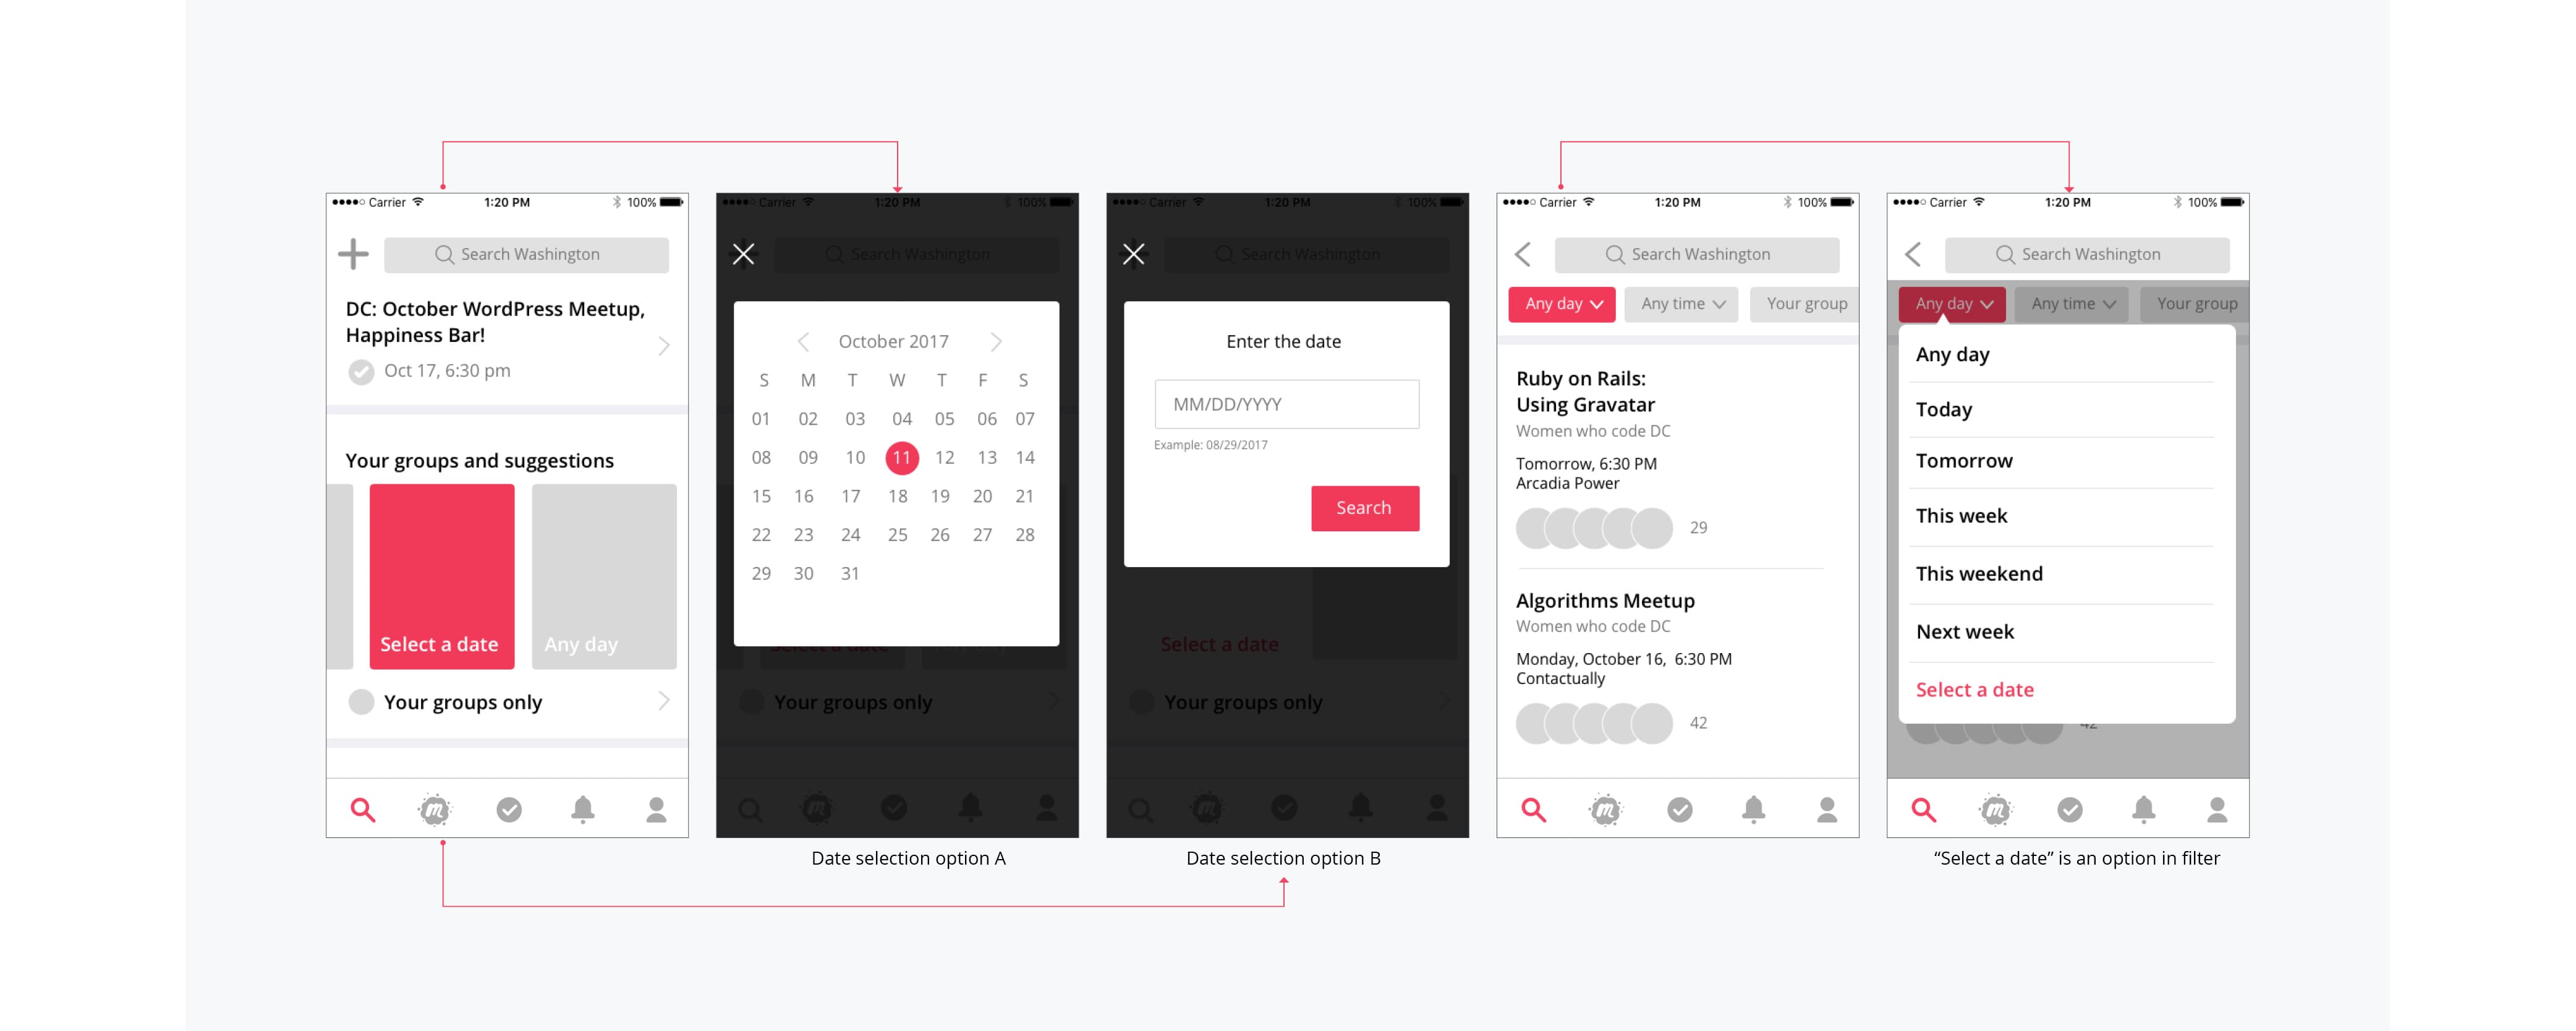 Carrier 1:20 PM 100%
Search Washington
DC: October WordPress Meetup,
Happiness Bar!
Oct 17, 6:30 pm
Your groups and suggestions
Select a date
Any day
Your groups only
m
Carrier 1:20 PM 100%
Search Washington
October 2017
S M T W T F S
01 02 03 04 05 06 07
08 09 10 11 12 13 14
15 16 17 18 19 20 21
22 23 24 25 26 27 28
29 30 31
Select a date
Your groups only
m
Date selection option A
Carrier 1:20 PM 100%
Search Washington
Enter the date
MM/DD/YYYY
Example: 08/29/2017
Search
Select a date
Your groups only
m
Date selection option B
Carrier 1:20 PM 100%
Search Washington
Any day Any time Your group
Ruby on Rails:
Using Gravatar
Women who code DC
Tomorrow, 6:30 PM
Arcadia Power
29
Algorithms Meetup
Women who code DC
Monday, October 16, 6:30 PM
Contactually
42
m
Carrier 1:20 PM 100%
Search Washington
Any day Any time Your group
Any day
Today
Tomorrow
This week
This weekend
Next week
Select a date
42
m
“Select a date” is an option in filter